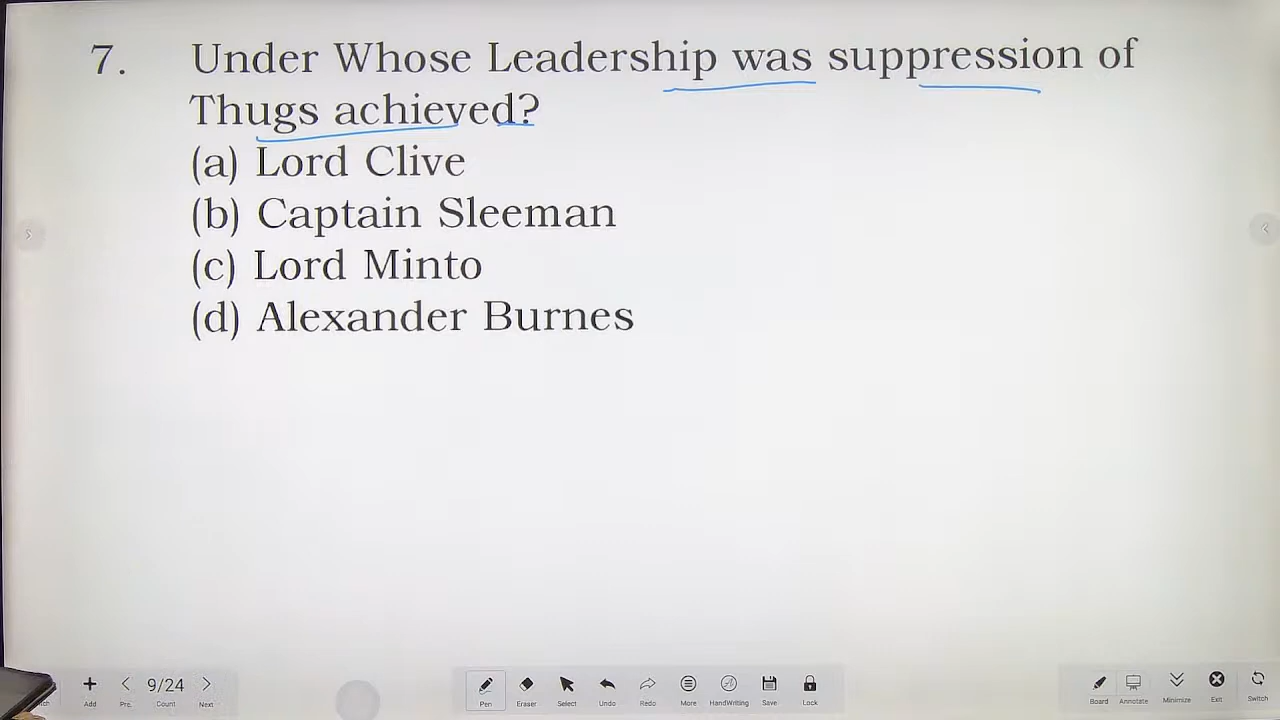 7. Under Whose Leadership was suppression of
Thugs achieved?
(a) Lord Clive
(b) Captain Sleeman
(c) Lord Minto
(d) Alexander Burnes
Add
Pre.
9/24
Count
Next
Pen
Eraser
Select
Undo
Redo
More
HandWriting
Save
Lock
Board
Annotate
Minimize
Exit
Switch